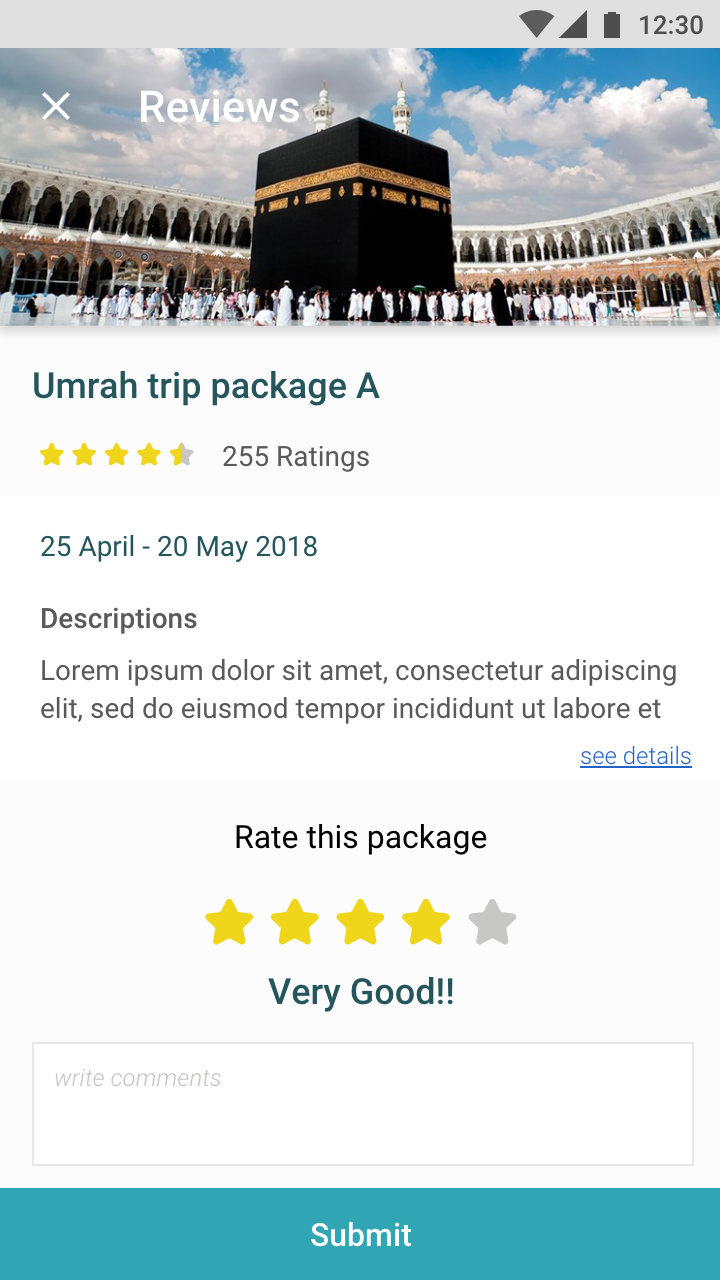 12:30
Reviews
Umrah trip package A
255 Ratings
25 April - 20 May 2018
Descriptions
Lorem ipsum dolor sit amet, consectetur adipiscing
elit, sed do eiusmod tempor incididunt ut labore et
see details
Rate this package
Very Good!!
write comments
Submit